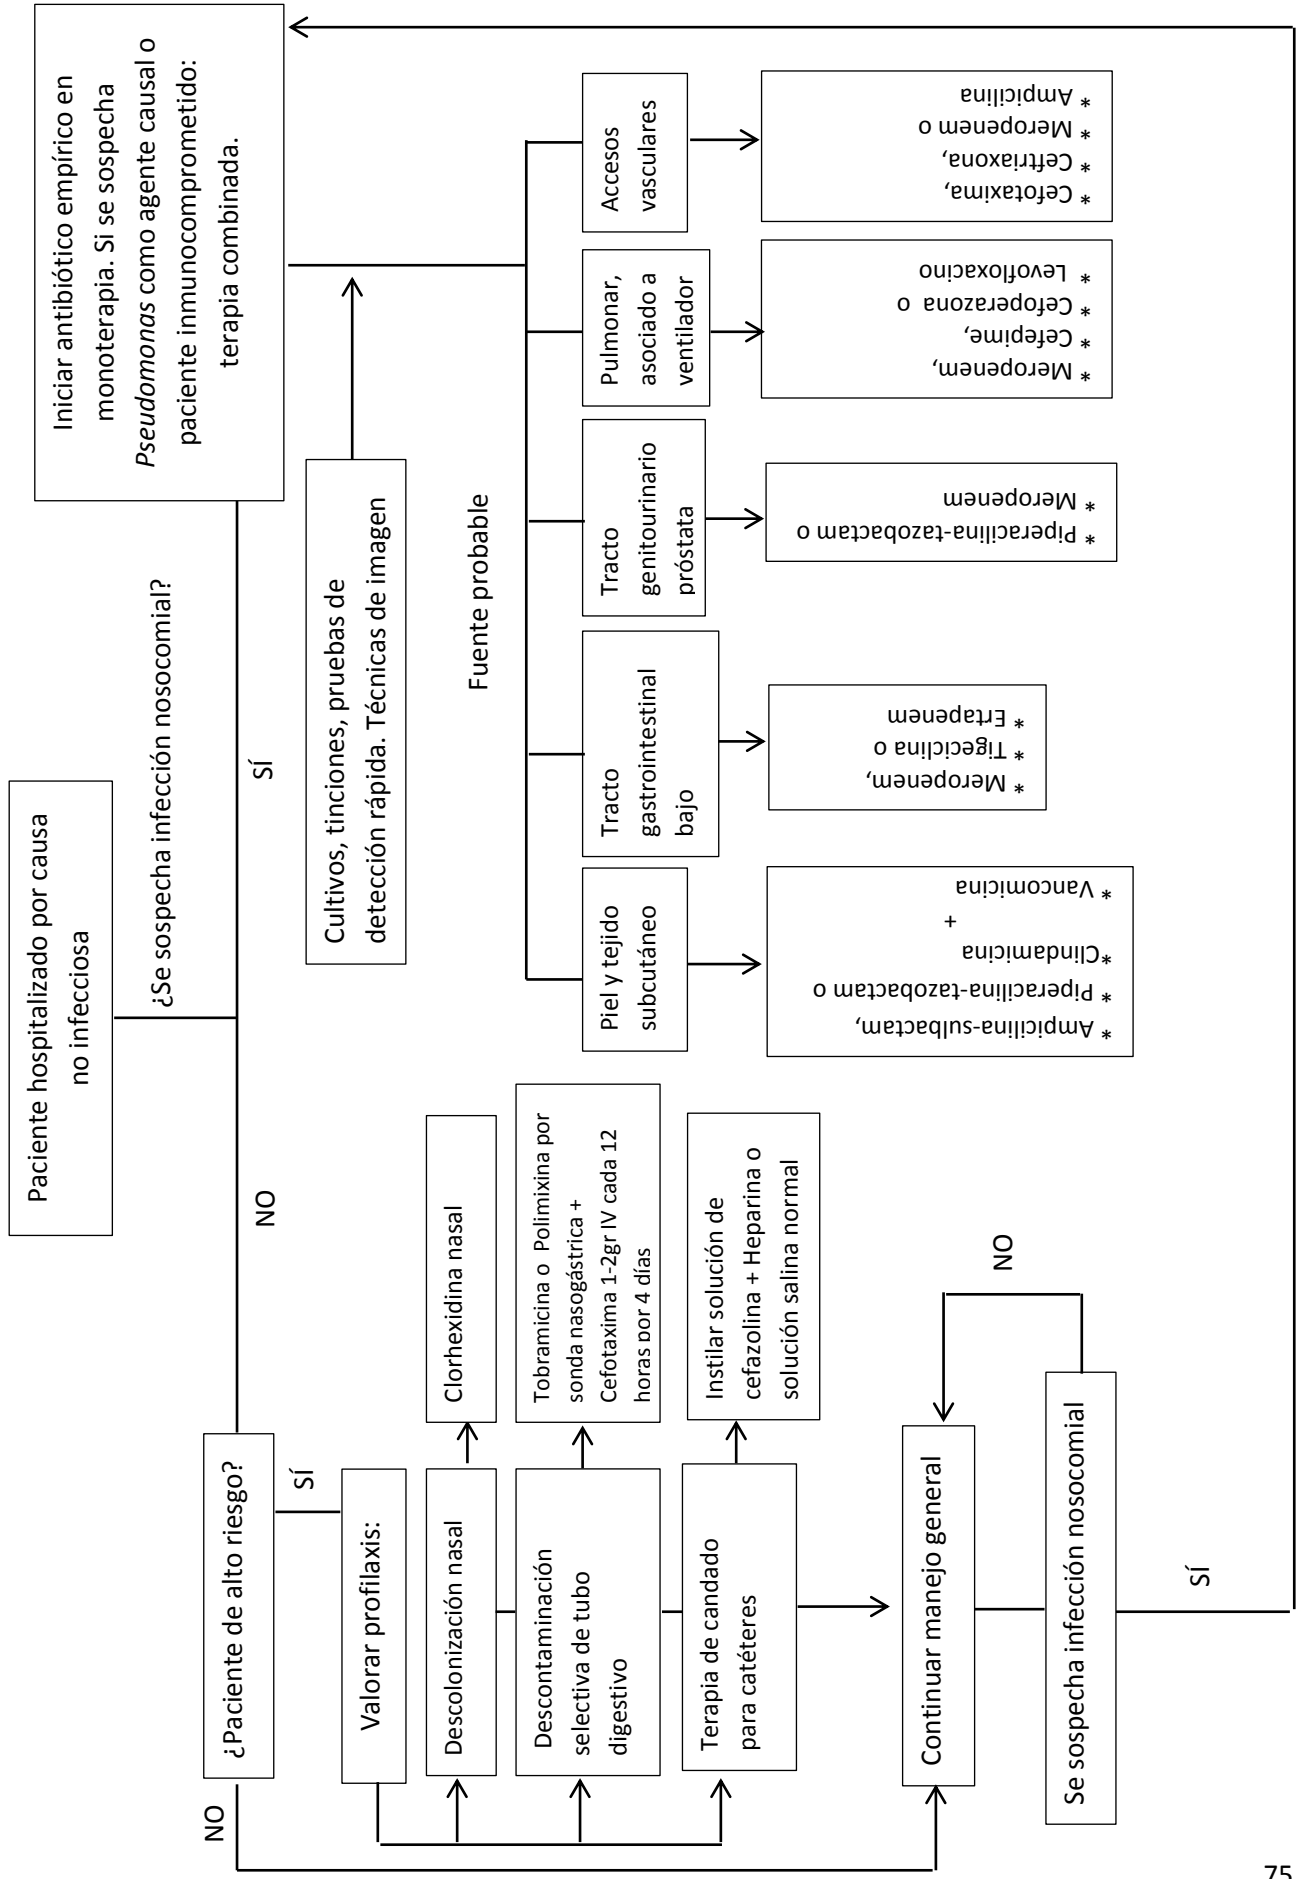 Paciente hospitalizado por causa
no infecciosa
¿Se sospecha infección nosocomial?
NO
SÍ
¿Paciente de alto riesgo?
NO
SÍ
Valorar profilaxis:
Descolonización nasal
Clorhexidina nasal
Descontaminación
selectiva de tubo
digestivo
Tobramicina o Polimixina por
sonda nasogástrica +
Cefotaxima 1-2gr IV cada 12
horas por 4 días
Terapia de candado
para catéteres
Instilar solución de
cefazolina + Heparina o
solución salina normal
Continuar manejo general
NO
Se sospecha infección nosocomial
SÍ
Iniciar antibiótico empírico en
monoterapia. Si se sospecha
Pseudomonas como agente causal o
paciente inmunocomprometido:
terapia combinada.
Cultivos, tinciones, pruebas de
detección rápida. Técnicas de imagen
Fuente probable
Piel y tejido
subcutáneo
Tracto
gastrointestinal
bajo
Tracto
genitourinario
próstata
Pulmonar,
asociado a
ventilador
Accesos
vasculares
* Ampicilina-sulbactam,
* Piperacilina-tazobactam o
*Clindamicina
+
* Vancomicina
* Meropenem,
* Tigeciclina o
* Ertapenem
* Piperacilina-tazobactam o
* Meropenem
* Meropenem,
* Cefepime,
* Cefoperazona o
* Levofloxacino
* Cefotaxima,
* Ceftriaxona,
* Meropenem o
* Ampicilina
75